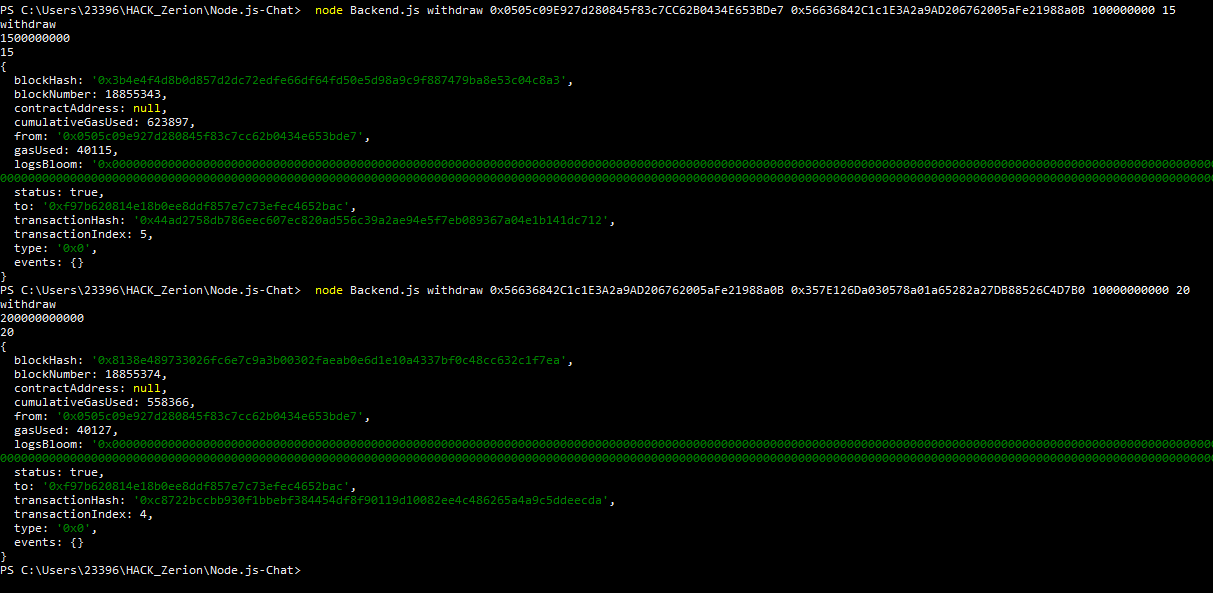 PS C:\Users\23396\HACK_Zerion\Node.js-Chat>  node Backend.js withdraw 0x0505c09E927d280845f83c7CC62B0434E653BDe7 0x56636842C1c1E3A2a9AD206762005aFe21988a0B 100000000 15
withdraw
1500000000
15
{
  blockHash: '0x3b4e4f4d8b0d857d2dc72edfe66df64fd50e5d98a9c9f887479ba8e53c04c8a3',
  blockNumber: 18855343,
  contractAddress: null,
  cumulativeGasUsed: 623897,
  from: '0x0505c09e927d280845f83c7cc62b0434e653bde7',
  gasUsed: 40115,
  status: true,
  to: '0xf97b620814e18b0ee8ddf857e7c73efec4652bac',
  transactionHash: '0x44ad2758db786eec607ec820ad556c39a2ae94e5f7eb089367a04e1b141dc712',
  transactionIndex: 5,
  type: '0x0',
  events: {}
}
PS C:\Users\23396\HACK_Zerion\Node.js-Chat>  node Backend.js withdraw 0x56636842C1c1E3A2a9AD206762005aFe21988a0B 0x357E126Da030578a01a65282a27DB88526C4D7B0 10000000000 20
withdraw
200000000000
20
{
  blockHash: '0x8138e489733026fc6e7c9a3b00302faeab0e6d1e10a4337bf0c48cc632c1f7ea',
  blockNumber: 18855374,
  contractAddress: null,
  cumulativeGasUsed: 558366,
  from: '0x0505c09e927d280845f83c7cc62b0434e653bde7',
  gasUsed: 40127,
  logsBloom:
  status: true,
  to: '0xf97b620814e18b0ee8ddf857e7c73efec4652bac',
  transactionHash: '0xc8722bccbb930f1bbebf384454df8f90119d10082ee4c486265a4a9c5ddeecda',
  transactionIndex: 4,
  type: '0x0',
  events: {}
}
PS C:\Users\23396\HACK_Zerion\Node.js-Chat>